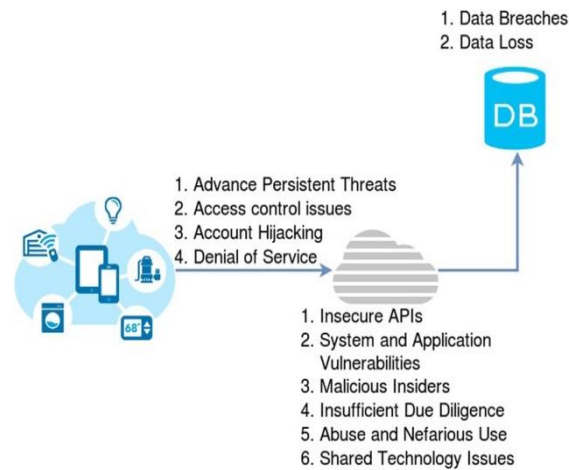 1. Data Breaches
2. Data Loss
DB
1. Advance Persistent Threats
2. Access control issues
3. Account Hijacking
4. Denial of Service
68°
1. Insecure APIs
2. System and Application
Vulnerabilities
3. Malicious Insiders
4. Insufficient Due Diligence
5. Abuse and Nefarious Use
6. Shared Technology Issues